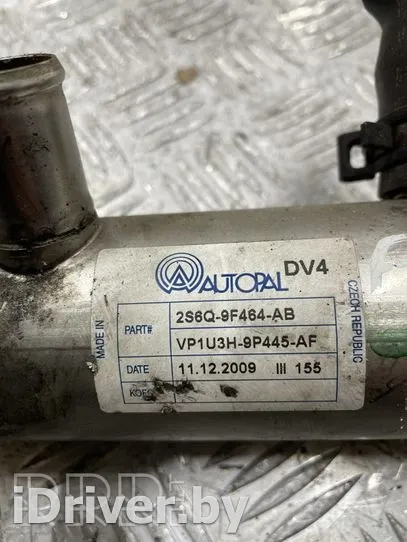 AUTOPAL DV4
MADE IN
CZECH REPUBLIC
PART# 2S6Q-9F464-AB
VP1U3H-9P445-AF
DATE 11.12.2009 III 155
iDriver.by